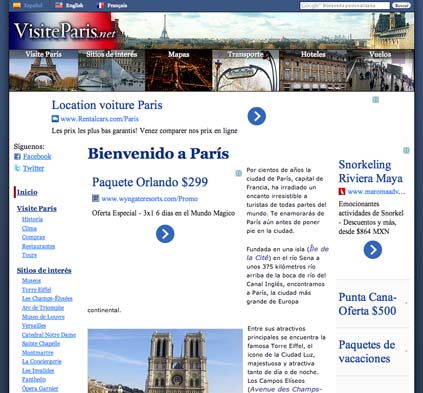 Español English Français
Google Búsqueda personalizada Buscar
VisiteParis.net
Visite París Sitios de interés Mapas Transporte Hoteles Vuelos
Location voiture Paris
www.Rentalcars.com/Paris
Les prix les plus bas garantis! Venez comparer nos prix en ligne
Síguenos:
Facebook
Twitter
Inicio
Visite París
Historia
Clima
Compras
Restaurantes
Tours
Sitios de interés
Museos
Torre Eiffel
Les Champs-Élysées
Arc de Triomphe
Museo de Louvre
Versalles
Catedral Notre Dame
Sainte Chapelle
Montmartre
La Conciergerie
Les Invalides
Pantheón
Ópera Garnier
Bienvenido a París
Paquete Orlando $299
www.wyngateresorts.com/Promo
Oferta Especial - 3x1 6 dias en el Mundo Magico
Por cientos de años la
ciudad de París, capital de
Francia, ha irradiado un
encanto irresistible a
turistas de todas partes del
mundo. Te enamorarás de
París aún antes de poner
pie en la ciudad.
Fundada en una isla (Île de
la Cité) en el río Sena a
unos 375 kilómetros río
arriba de la boca de río del
Canal Inglés, encontramos
a París, la ciudad más
grande de Europa
continental.
Entre sus atractivos
principales se encuentra la
famosa Torre Eiffel, el
icono de la Ciudad Luz,
majestuosa y atractiva
tanto de día o de noche.
Los Campos Elíseos
(Avenue des Champs-
Snorkeling
Riviera Maya
www.maromaadv...
Emocionantes
actividades de Snorkel
- Descuentos y más,
desde $864 MXN
Punta Cana-
Oferta $500
Paquetes de
vacaciones